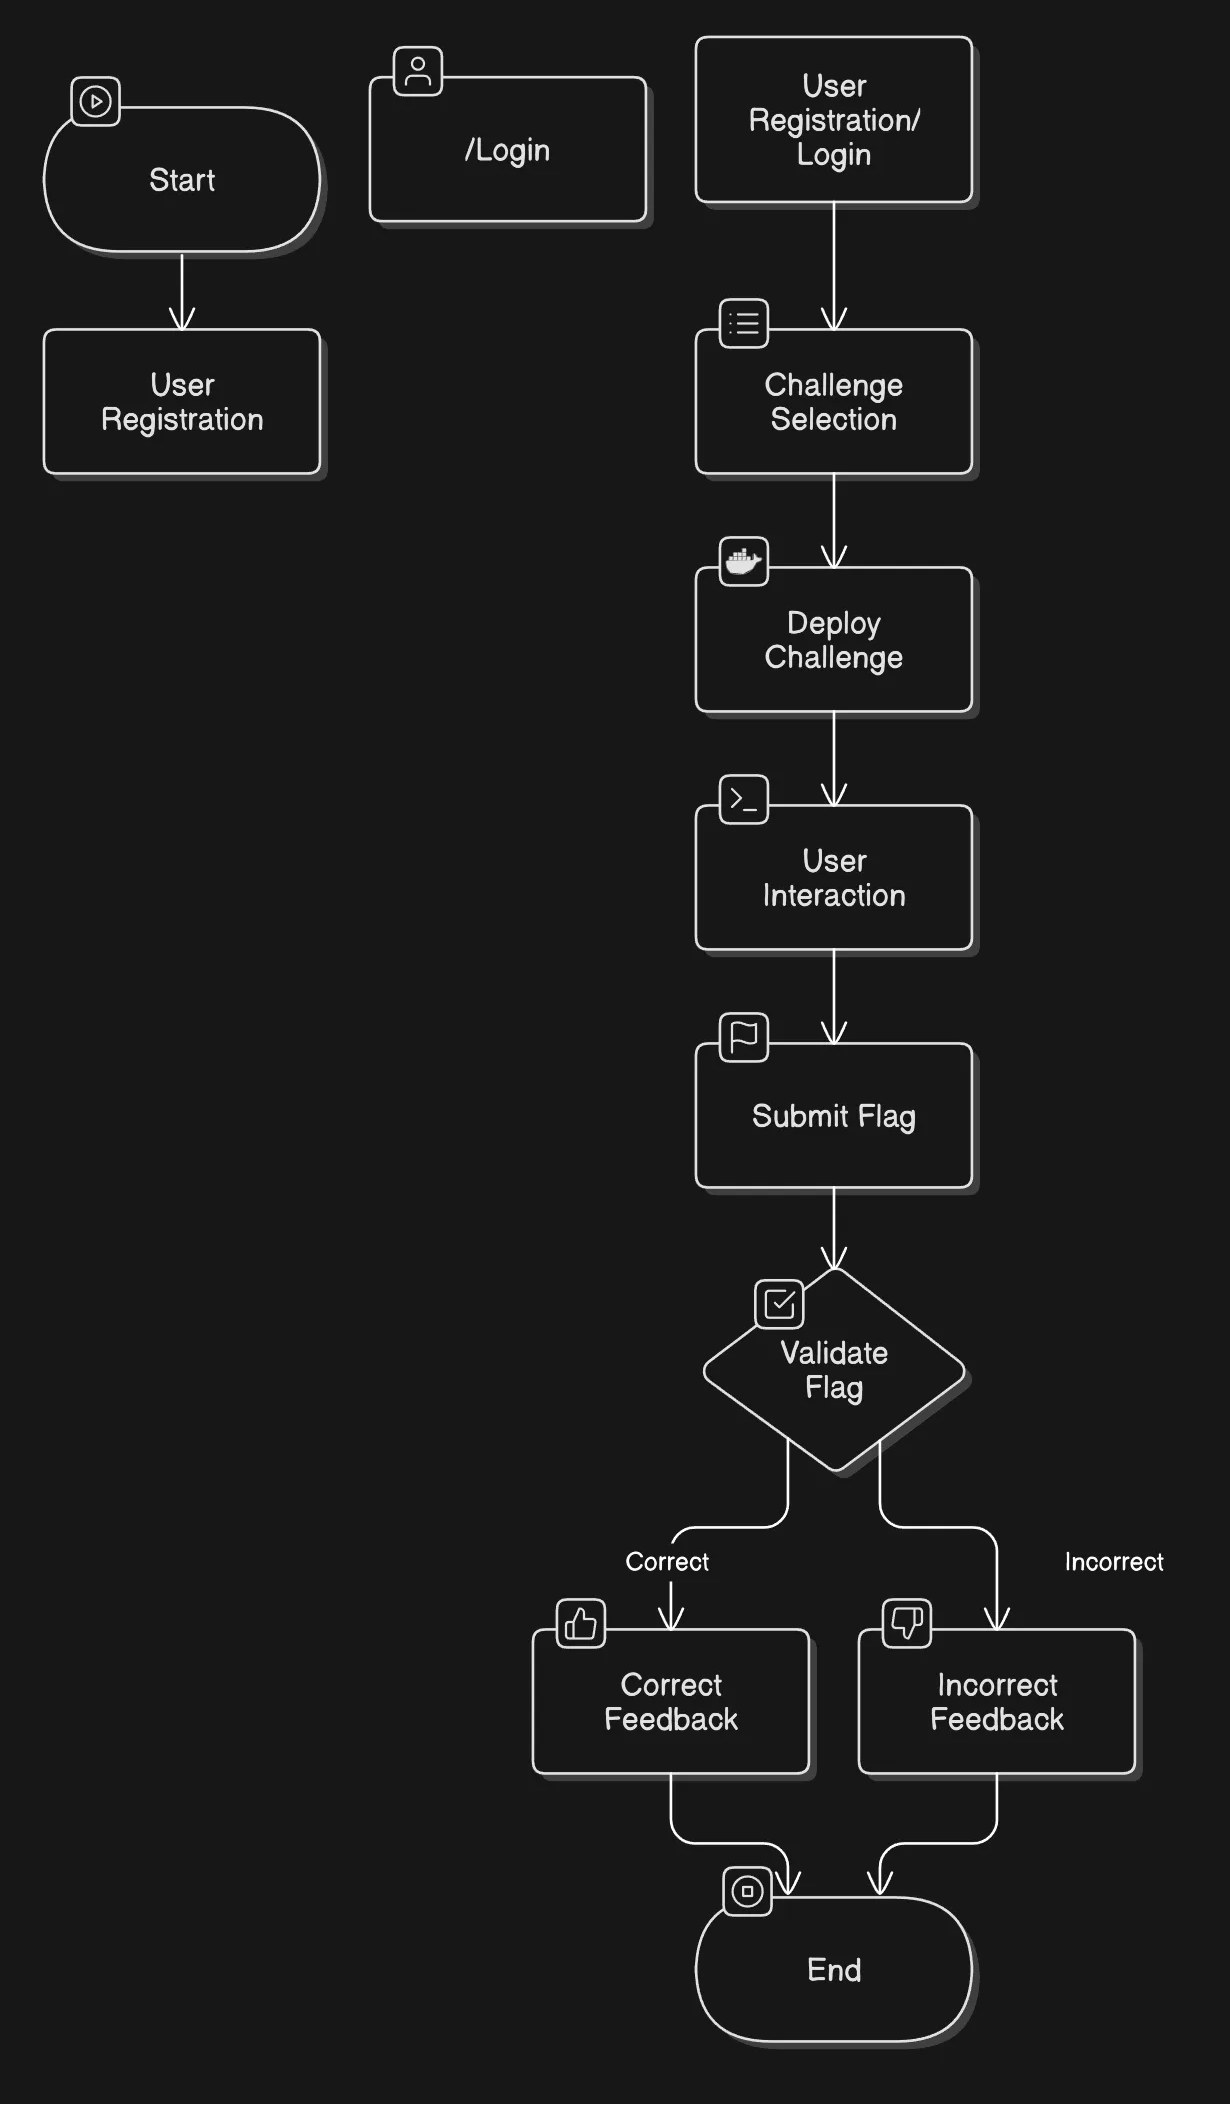 Start
/Login
User
Registration/
Login
User
Registration
Challenge
Selection
Deploy
Challenge
User
Interaction
Submit Flag
Validate
Flag
Correct
Incorrect
Correct
Feedback
Incorrect
Feedback
End